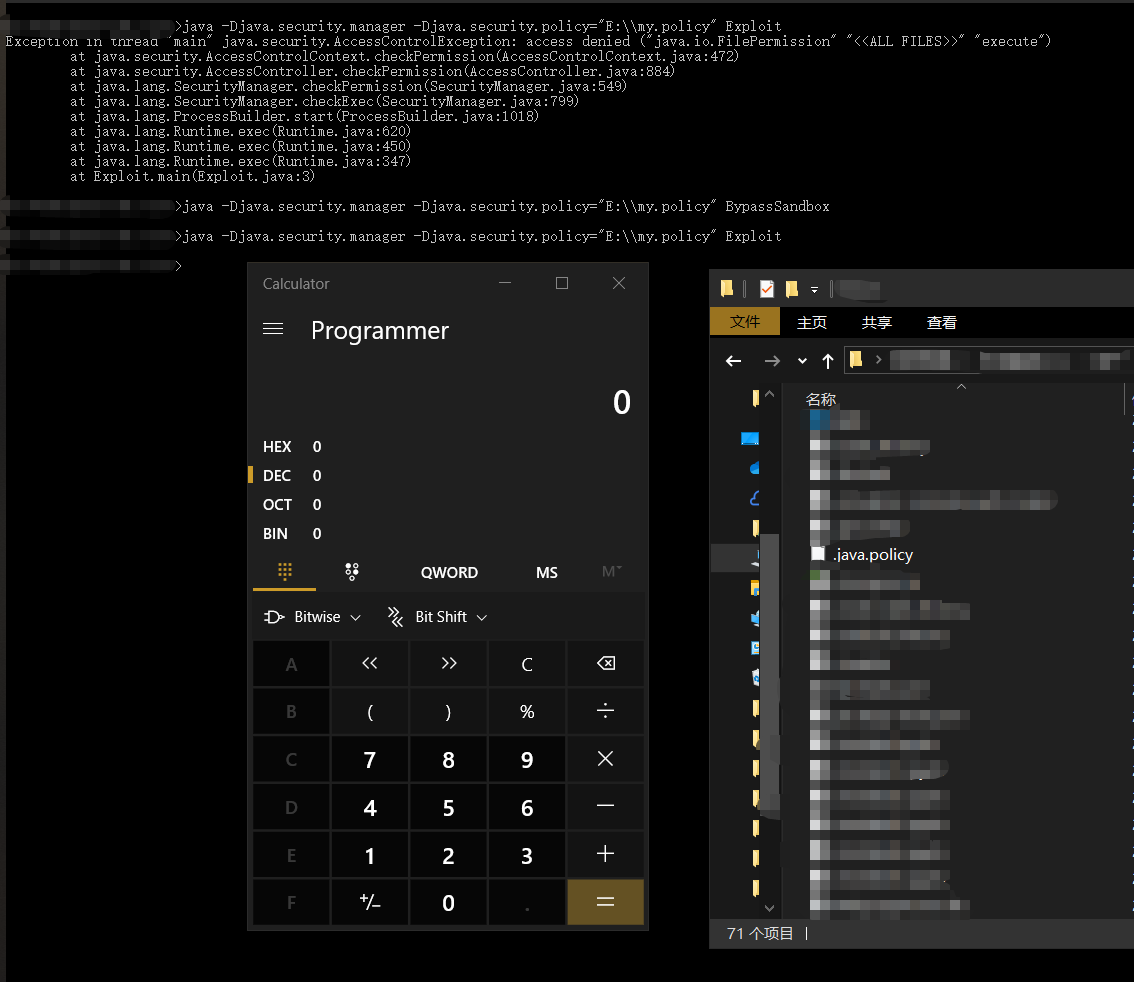 >java -Djava.security.manager -Djava.security.policy="E:\\my.policy" Exploit
Exception in thread "main" java.security.AccessControlException: access denied ("java.io.FilePermission" "<<ALL FILES>>" "execute")
at java.security.AccessControlContext.checkPermission(AccessControlContext.java:472)
at java.security.AccessController.checkPermission(AccessController.java:884)
at java.lang.SecurityManager.checkPermission(SecurityManager.java:549)
at java.lang.SecurityManager.checkExec(SecurityManager.java:799)
at java.lang.ProcessBuilder.start(ProcessBuilder.java:1018)
at java.lang.Runtime.exec(Runtime.java:620)
at java.lang.Runtime.exec(Runtime.java:450)
at java.lang.Runtime.exec(Runtime.java:347)
at Exploit.main(Exploit.java:3)
>java -Djava.security.manager -Djava.security.policy="E:\\my.policy" BypassSandbox
>java -Djava.security.manager -Djava.security.policy="E:\\my.policy" Exploit
>
Calculator
Programmer
0
HEX 0
DEC 0
OCT 0
BIN 0
QWORD MS M˅
Bitwise Bit Shift
A << >> C
B ( ) % ÷
C 7 8 9 ×
D 4 5 6 −
E 1 2 3 +
F +/− 0 . =
文件 主页 共享 查看
名称
.java.policy
71 个项目